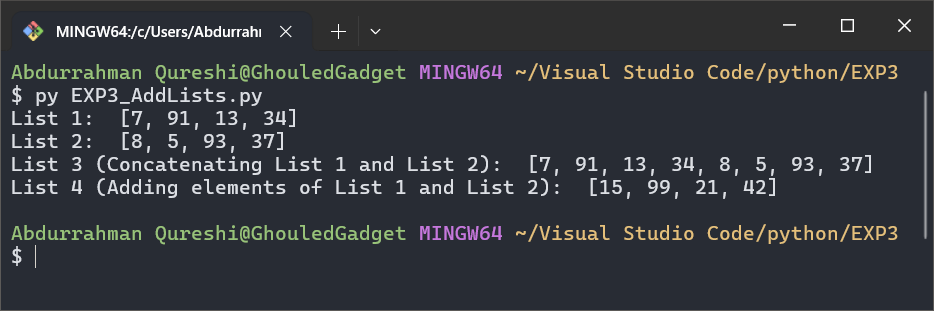 MINGW64:/c/Users/Abdurrahm
Abdurrahman Qureshi@GhouledGadget MINGW64 ~/Visual Studio Code/python/EXP3
$ py EXP3_AddLists.py
List 1:  [7, 91, 13, 34]
List 2:  [8, 5, 93, 37]
List 3 (Concatenating List 1 and List 2):  [7, 91, 13, 34, 8, 5, 93, 37]
List 4 (Adding elements of List 1 and List 2):  [15, 99, 21, 42]
Abdurrahman Qureshi@GhouledGadget MINGW64 ~/Visual Studio Code/python/EXP3
$